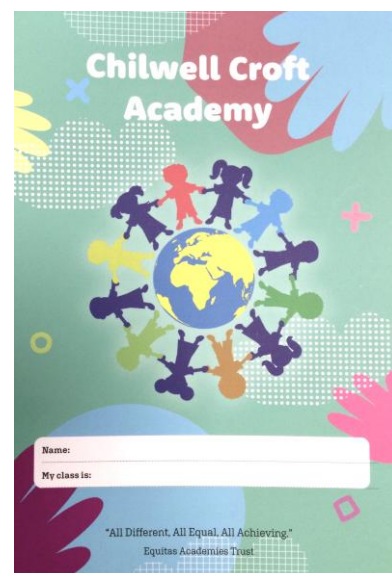 Chilwell Croft
Academy
Name:
My class is:
"All Different, All Equal, All Achieving."
Equitas Academies Trust